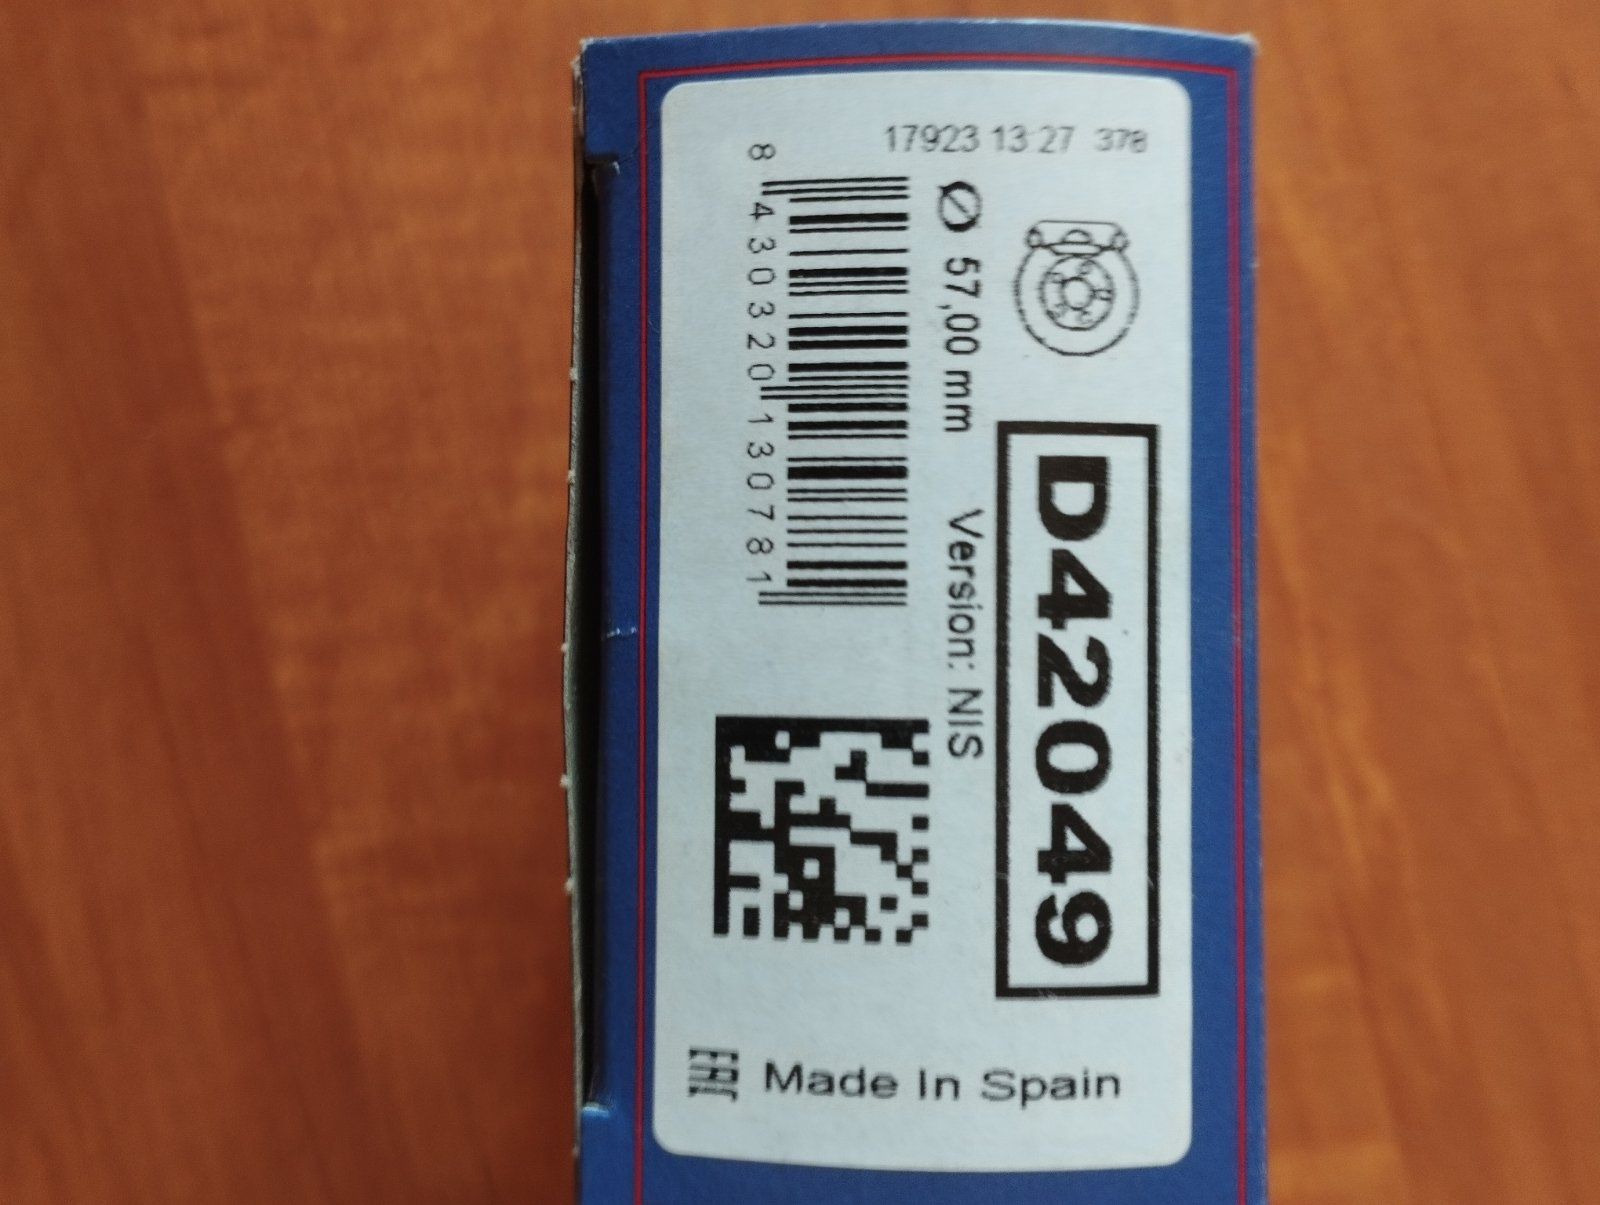 17923 13:27 378
D42049
Ø 57,00 mm Version: NIS
8 430320 130781
EAC Made In Spain